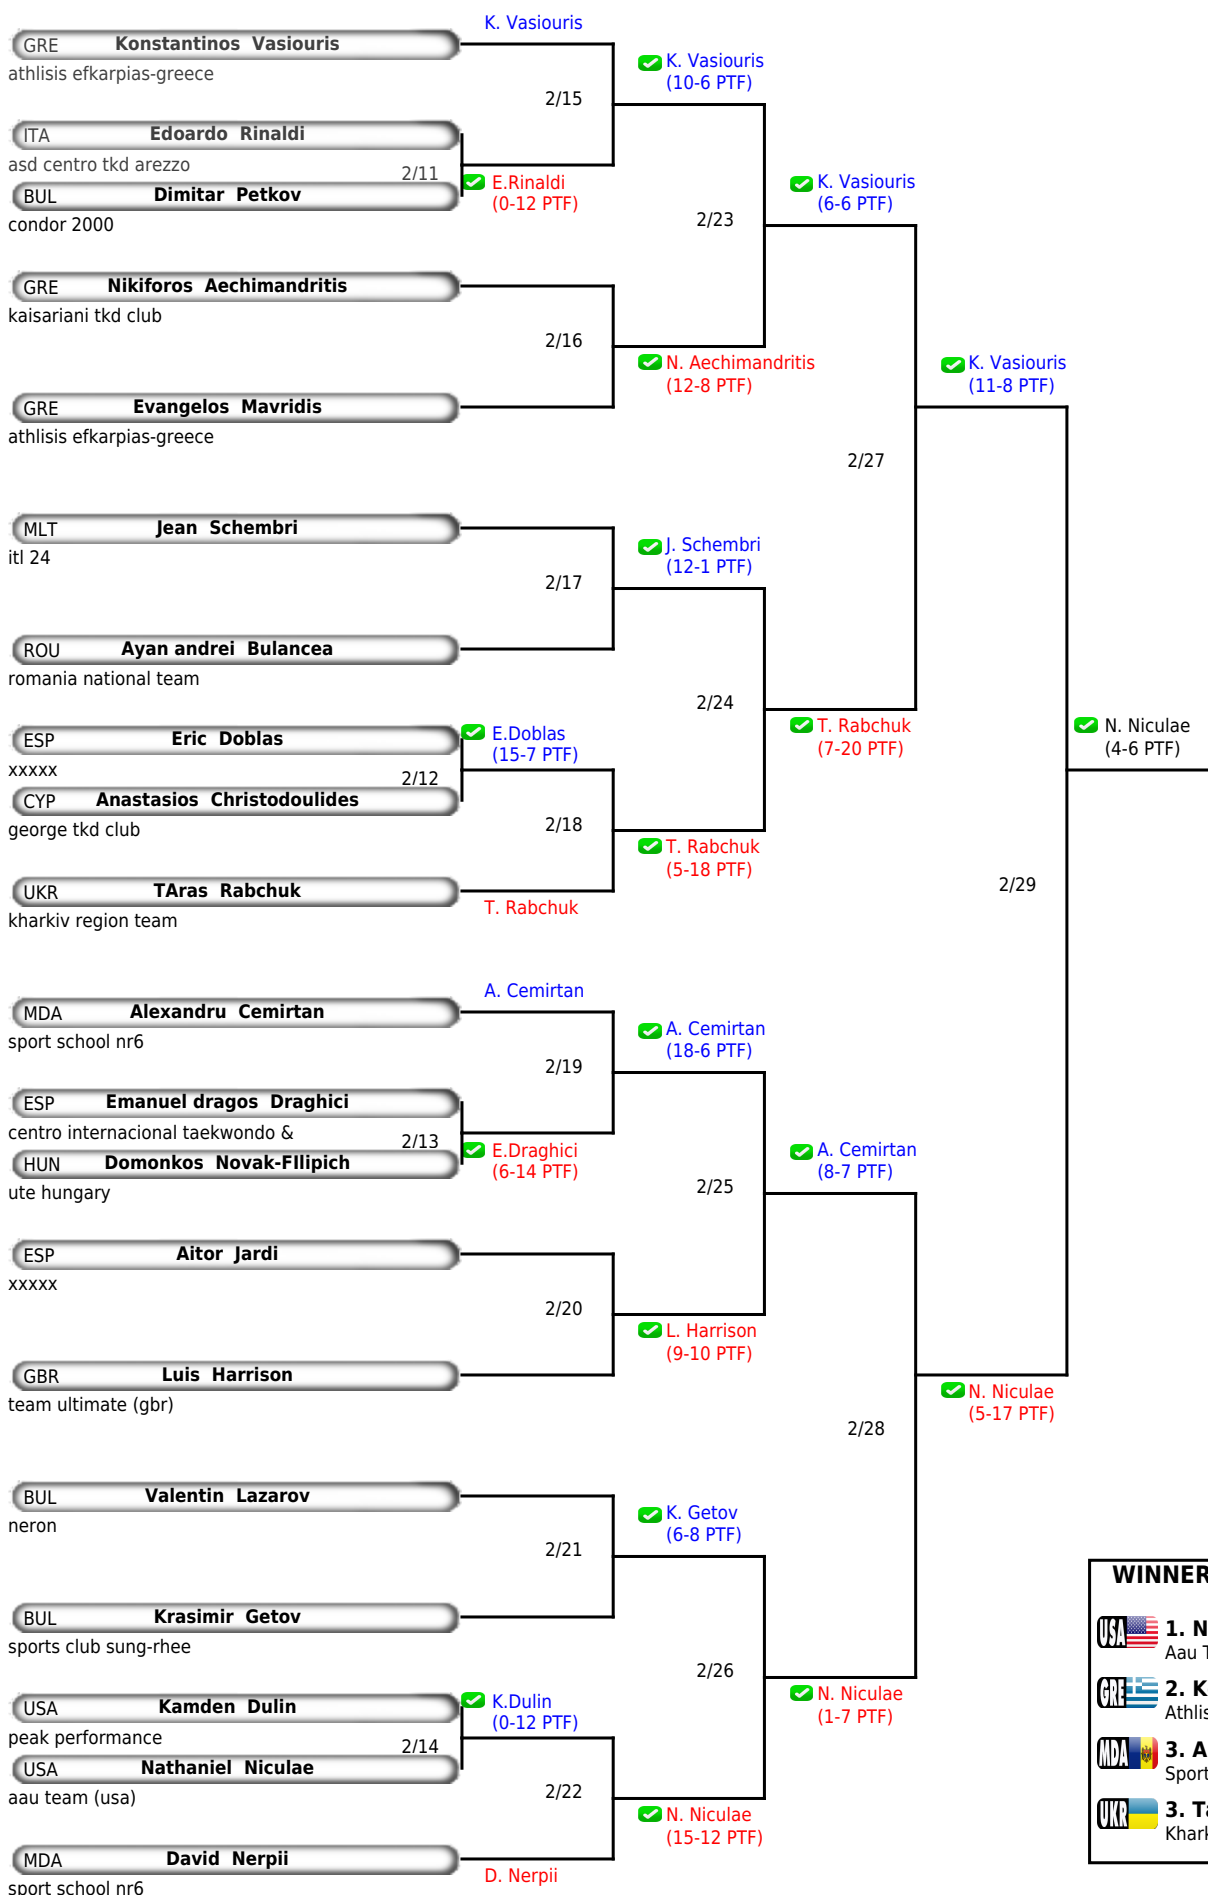 K. Vasiouris
GRE Konstantinos Vasiouris
athlisis efkarpias-greece
K. Vasiouris
(10-6 PTF)
2/15
ITA Edoardo Rinaldi
asd centro tkd arezzo
2/11
E.Rinaldi
(0-12 PTF)
BUL Dimitar Petkov
condor 2000
K. Vasiouris
(6-6 PTF)
2/23
GRE Nikiforos Aechimandritis
kaisariani tkd club
2/16
N. Aechimandritis
(12-8 PTF)
K. Vasiouris
(11-8 PTF)
GRE Evangelos Mavridis
athlisis efkarpias-greece
2/27
MLT Jean Schembri
itl 24
J. Schembri
(12-1 PTF)
2/17
ROU Ayan andrei Bulancea
romania national team
2/24
ESP Eric Doblas
xxxxx
E.Doblas
(15-7 PTF)
T. Rabchuk
(7-20 PTF)
N. Niculae
(4-6 PTF)
2/12
CYP Anastasios Christodoulides
george tkd club
2/18
T. Rabchuk
(5-18 PTF)
UKR TAras Rabchuk
kharkiv region team
T. Rabchuk
2/29
A. Cemirtan
MDA Alexandru Cemirtan
sport school nr6
A. Cemirtan
(18-6 PTF)
2/19
ESP Emanuel dragos Draghici
centro internacional taekwondo &
2/13
E.Draghici
(6-14 PTF)
HUN Domonkos Novak-FIlipich
ute hungary
A. Cemirtan
(8-7 PTF)
2/25
ESP Aitor Jardi
xxxxx
2/20
L. Harrison
(9-10 PTF)
GBR Luis Harrison
team ultimate (gbr)
N. Niculae
(5-17 PTF)
2/28
BUL Valentin Lazarov
neron
K. Getov
(6-8 PTF)
2/21
BUL Krasimir Getov
sports club sung-rhee
2/26
USA Kamden Dulin
peak performance
K.Dulin
(0-12 PTF)
N. Niculae
(1-7 PTF)
2/14
USA Nathaniel Niculae
aau team (usa)
2/22
N. Niculae
(15-12 PTF)
MDA David Nerpii
sport school nr6
D. Nerpii
WINNER
USA 1. N
Aau T
GRE 2. K
Athlis
MDA 3. A
Sport
UKR 3. Ta
Khark